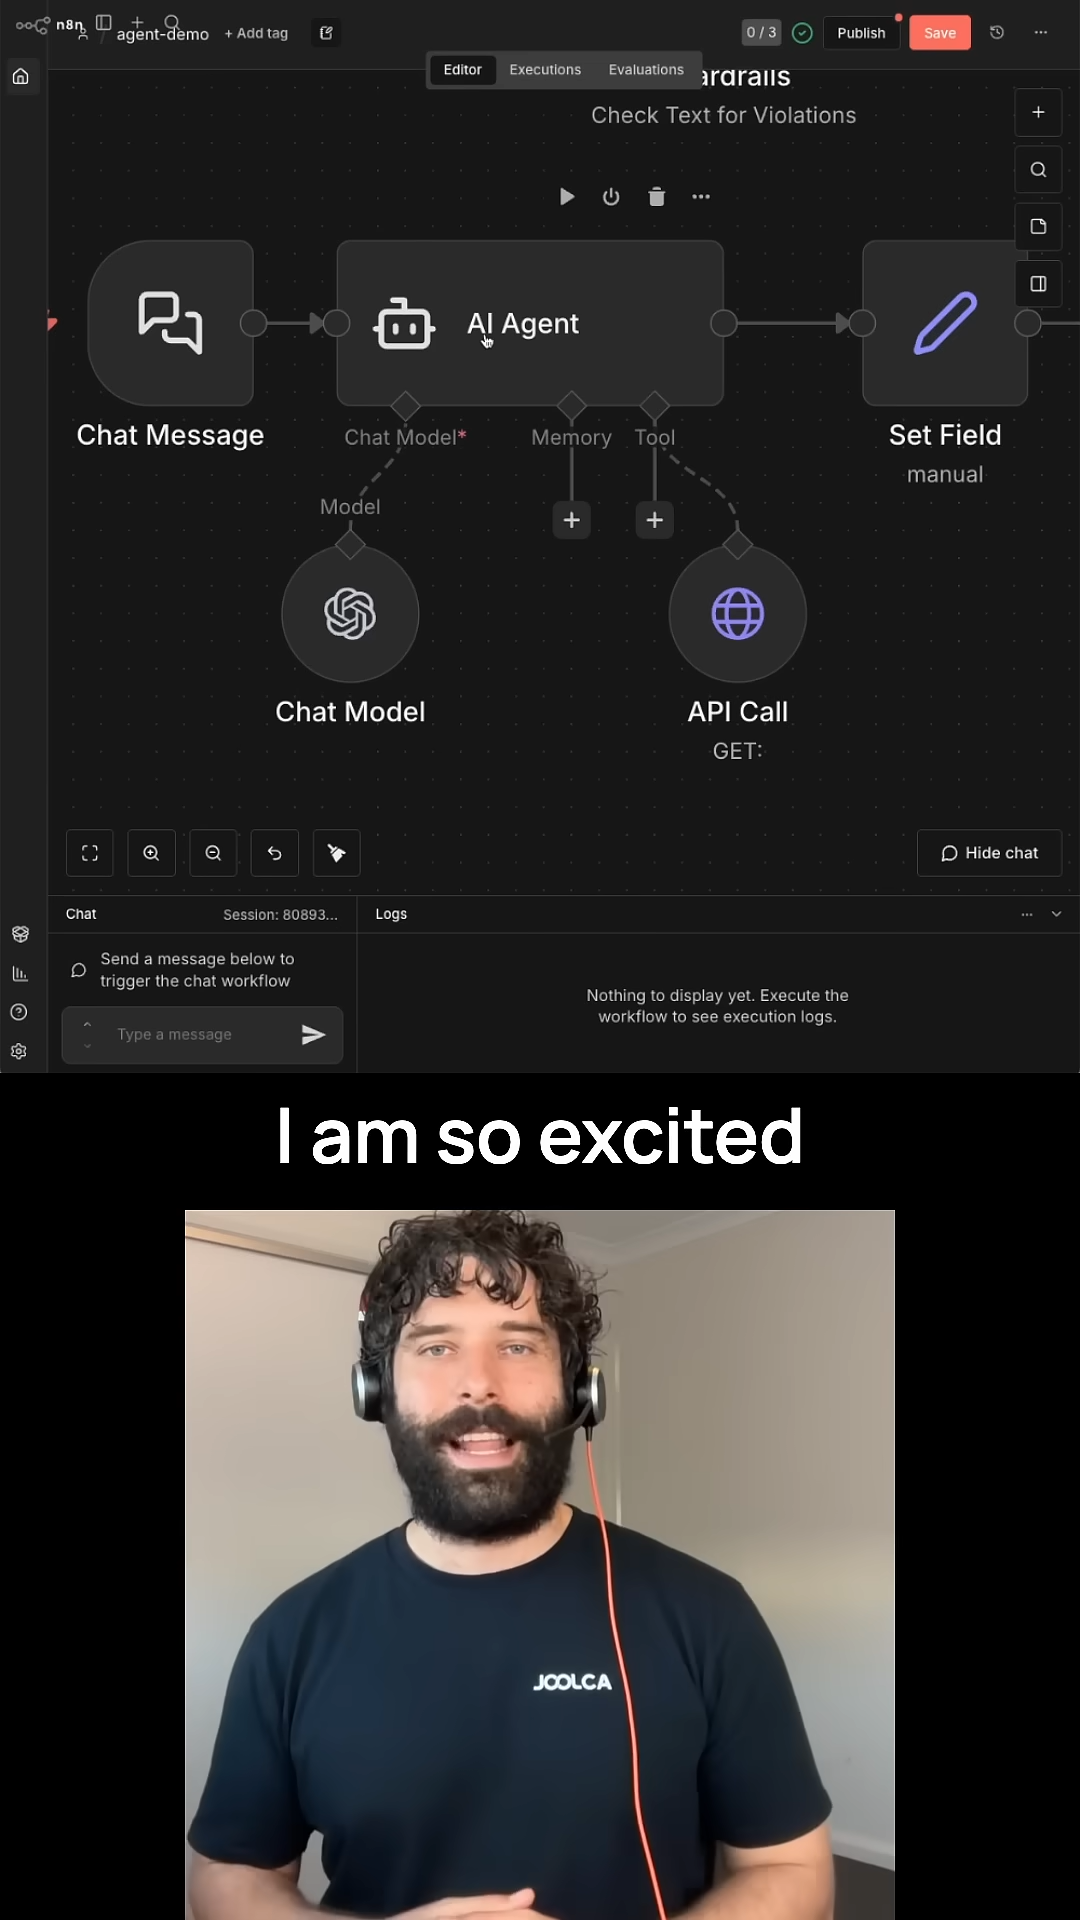 n8n
agent-demo
+ Add tag
0 / 3
Publish
Save
Editor
Executions
Evaluations
ardrails
Check Text for Violations
AI Agent
Chat Message
Chat Model*
Memory
Tool
Set Field
manual
Model
Chat Model
API Call
GET:
Hide chat
Chat
Session: 80893...
Logs
Send a message below to
trigger the chat workflow
Type a message
Nothing to display yet. Execute the
workflow to see execution logs.
I am so excited
JOOLCA